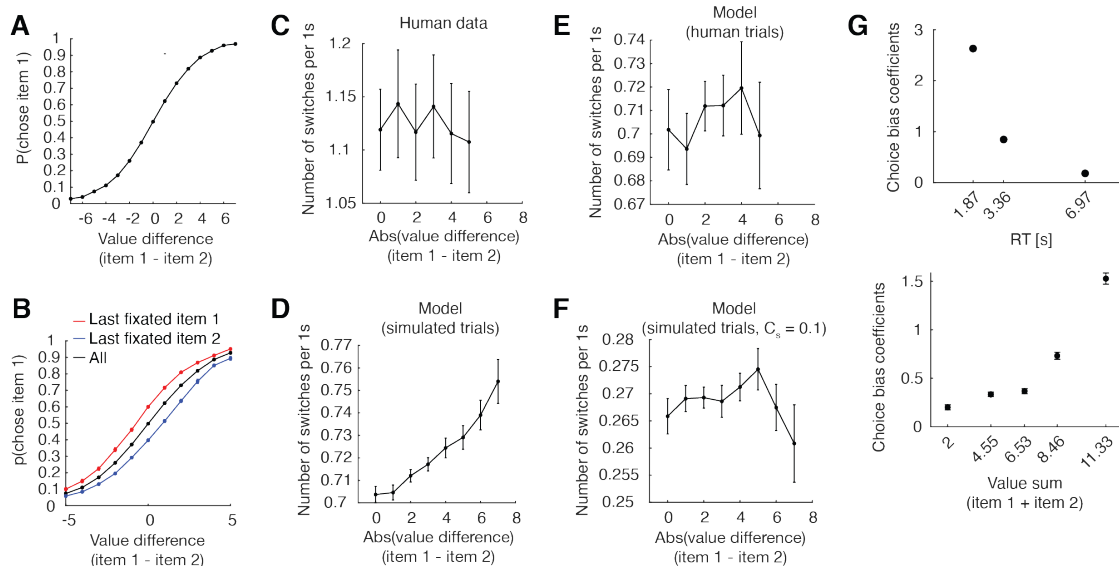 A
P(chose item 1)
1
0.9
0.8
0.7
0.6
0.5
0.4
0.3
0.2
0.1
0
-6
-4
-2
0
2
4
6
Value difference
(item 1 - item 2)
B
Last fixated item 1
Last fixated item 2
All
p(chose item 1)
1
0.9
0.8
0.7
0.6
0.5
0.4
0.3
0.2
0.1
0
-5
0
5
Value difference
(item 1 - item 2)
C
Human data
Number of switches per 1s
1.2
1.15
1.1
1.05
0
2
4
6
8
Abs(value difference)
(item 1 - item 2)
D
Model
(simulated trials)
Number of switches per 1s
0.77
0.76
0.75
0.74
0.73
0.72
0.71
0.7
0
2
4
6
8
Abs(value difference)
(item 1 - item 2)
E
Model
(human trials)
Number of switches per 1s
0.74
0.73
0.72
0.71
0.7
0.69
0.68
0.67
0
2
4
6
8
Abs(value difference)
(item 1 - item 2)
F
Model
(simulated trials, Cs = 0.1)
Number of switches per 1s
0.28
0.275
0.27
0.265
0.26
0.255
0.25
0
2
4
6
8
Abs(value difference)
(item 1 - item 2)
G
Choice bias coefficients
3
2
1
0
1.87
3.36
6.97
RT [s]
Choice bias coefficients
1.5
1
0.5
0
2
4.55
6.53
8.46
11.33
Value sum
(item 1 + item 2)